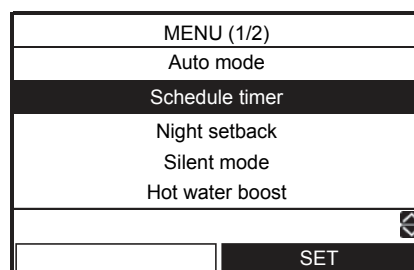 MENU (1/2)
Auto mode
Schedule timer
Night setback
Silent mode
Hot water boost
SET